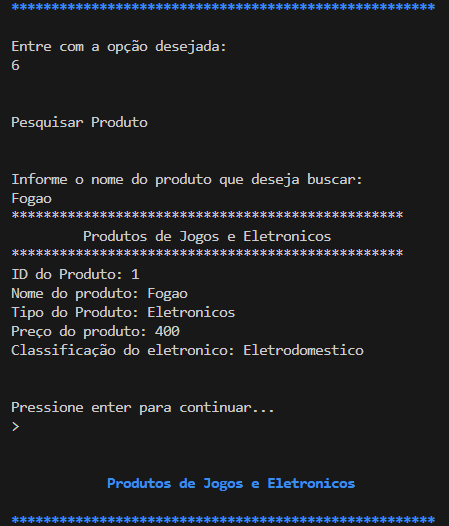 *****************************************************
Entre com a opção desejada:
6
Pesquisar Produto
Informe o nome do produto que deseja buscar:
Fogao
*************************************************
Produtos de Jogos e Eletronicos
*************************************************
ID do Produto: 1
Nome do produto: Fogao
Tipo do Produto: Eletronicos
Preço do produto: 400
Classificação do eletronico: Eletrodomestico
Pressione enter para continuar...
>
Produtos de Jogos e Eletronicos
*****************************************************